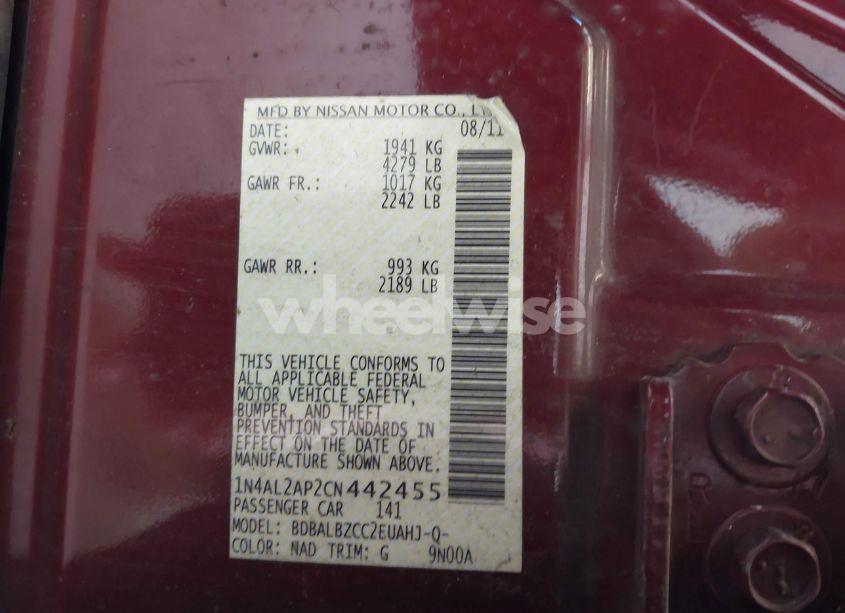 MFD BY NISSAN MOTOR CO.,
DATE: 08/11
GVWR: 1941 KG
4279 LB
GAWR FR.: 1017 KG
2242 LB
GAWR RR.: 993 KG
2189 LB
wheelwise
THIS VEHICLE CONFORMS TO
ALL APPLICABLE FEDERAL
MOTOR VEHICLE SAFETY,
BUMPER, AND THEFT
PREVENTION STANDARDS IN
EFFECT ON THE DATE OF
MANUFACTURE SHOWN ABOVE.
1N4AL2AP2CN442455
PASSENGER CAR 141
MODEL: BDBALBZCC2EUAHJ-Q-
COLOR: NAD TRIM: G 9N00A